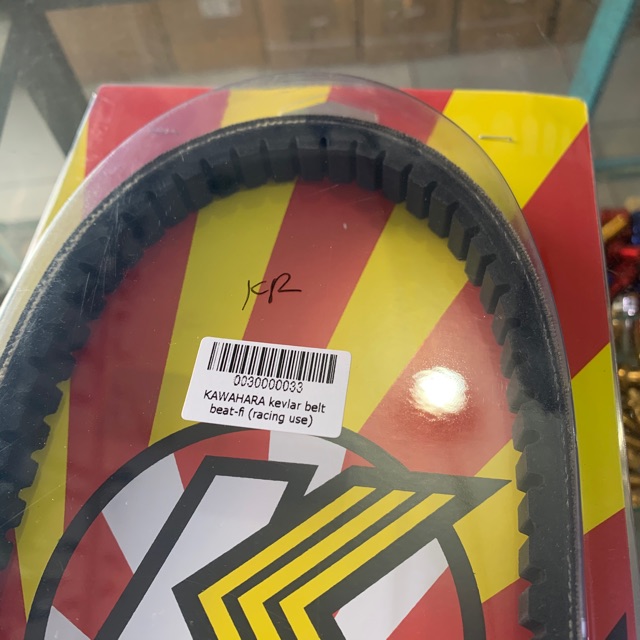 KR
0030000033
KAWAHARA kevlar belt
beat-fi (racing use)